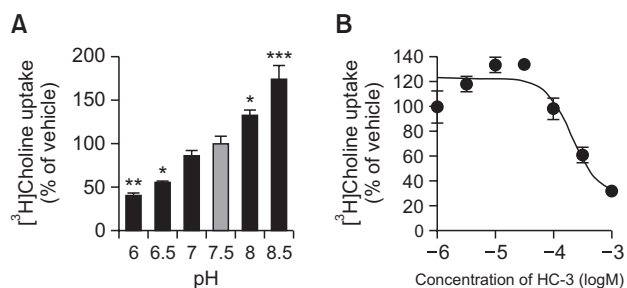 A
[³H]Choline uptake
(% of vehicle)
200
150
100
50
0
**
*
*
***
6 6.5 7 7.5 8 8.5
pH
B
[³H]Choline uptake
(% of vehicle)
140
120
100
80
60
40
20
0
−6 −5 −4 −3
Concentration of HC-3 (logM)